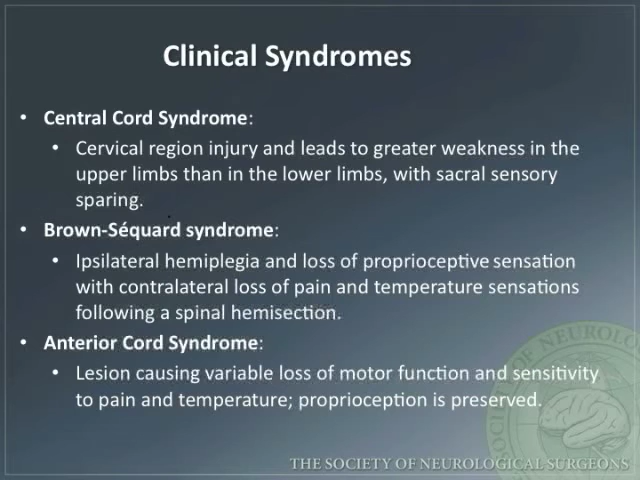 Clinical Syndromes
• Central Cord Syndrome:
• Cervical region injury and leads to greater weakness in the
upper limbs than in the lower limbs, with sacral sensory
sparing.
• Brown-Séquard syndrome:
• Ipsilateral hemiplegia and loss of proprioceptive sensation
with contralateral loss of pain and temperature sensations
following a spinal hemisection.
• Anterior Cord Syndrome:
• Lesion causing variable loss of motor function and sensitivity
to pain and temperature; proprioception is preserved.
THE SOCIETY OF NEUROLOGICAL SURGEONS